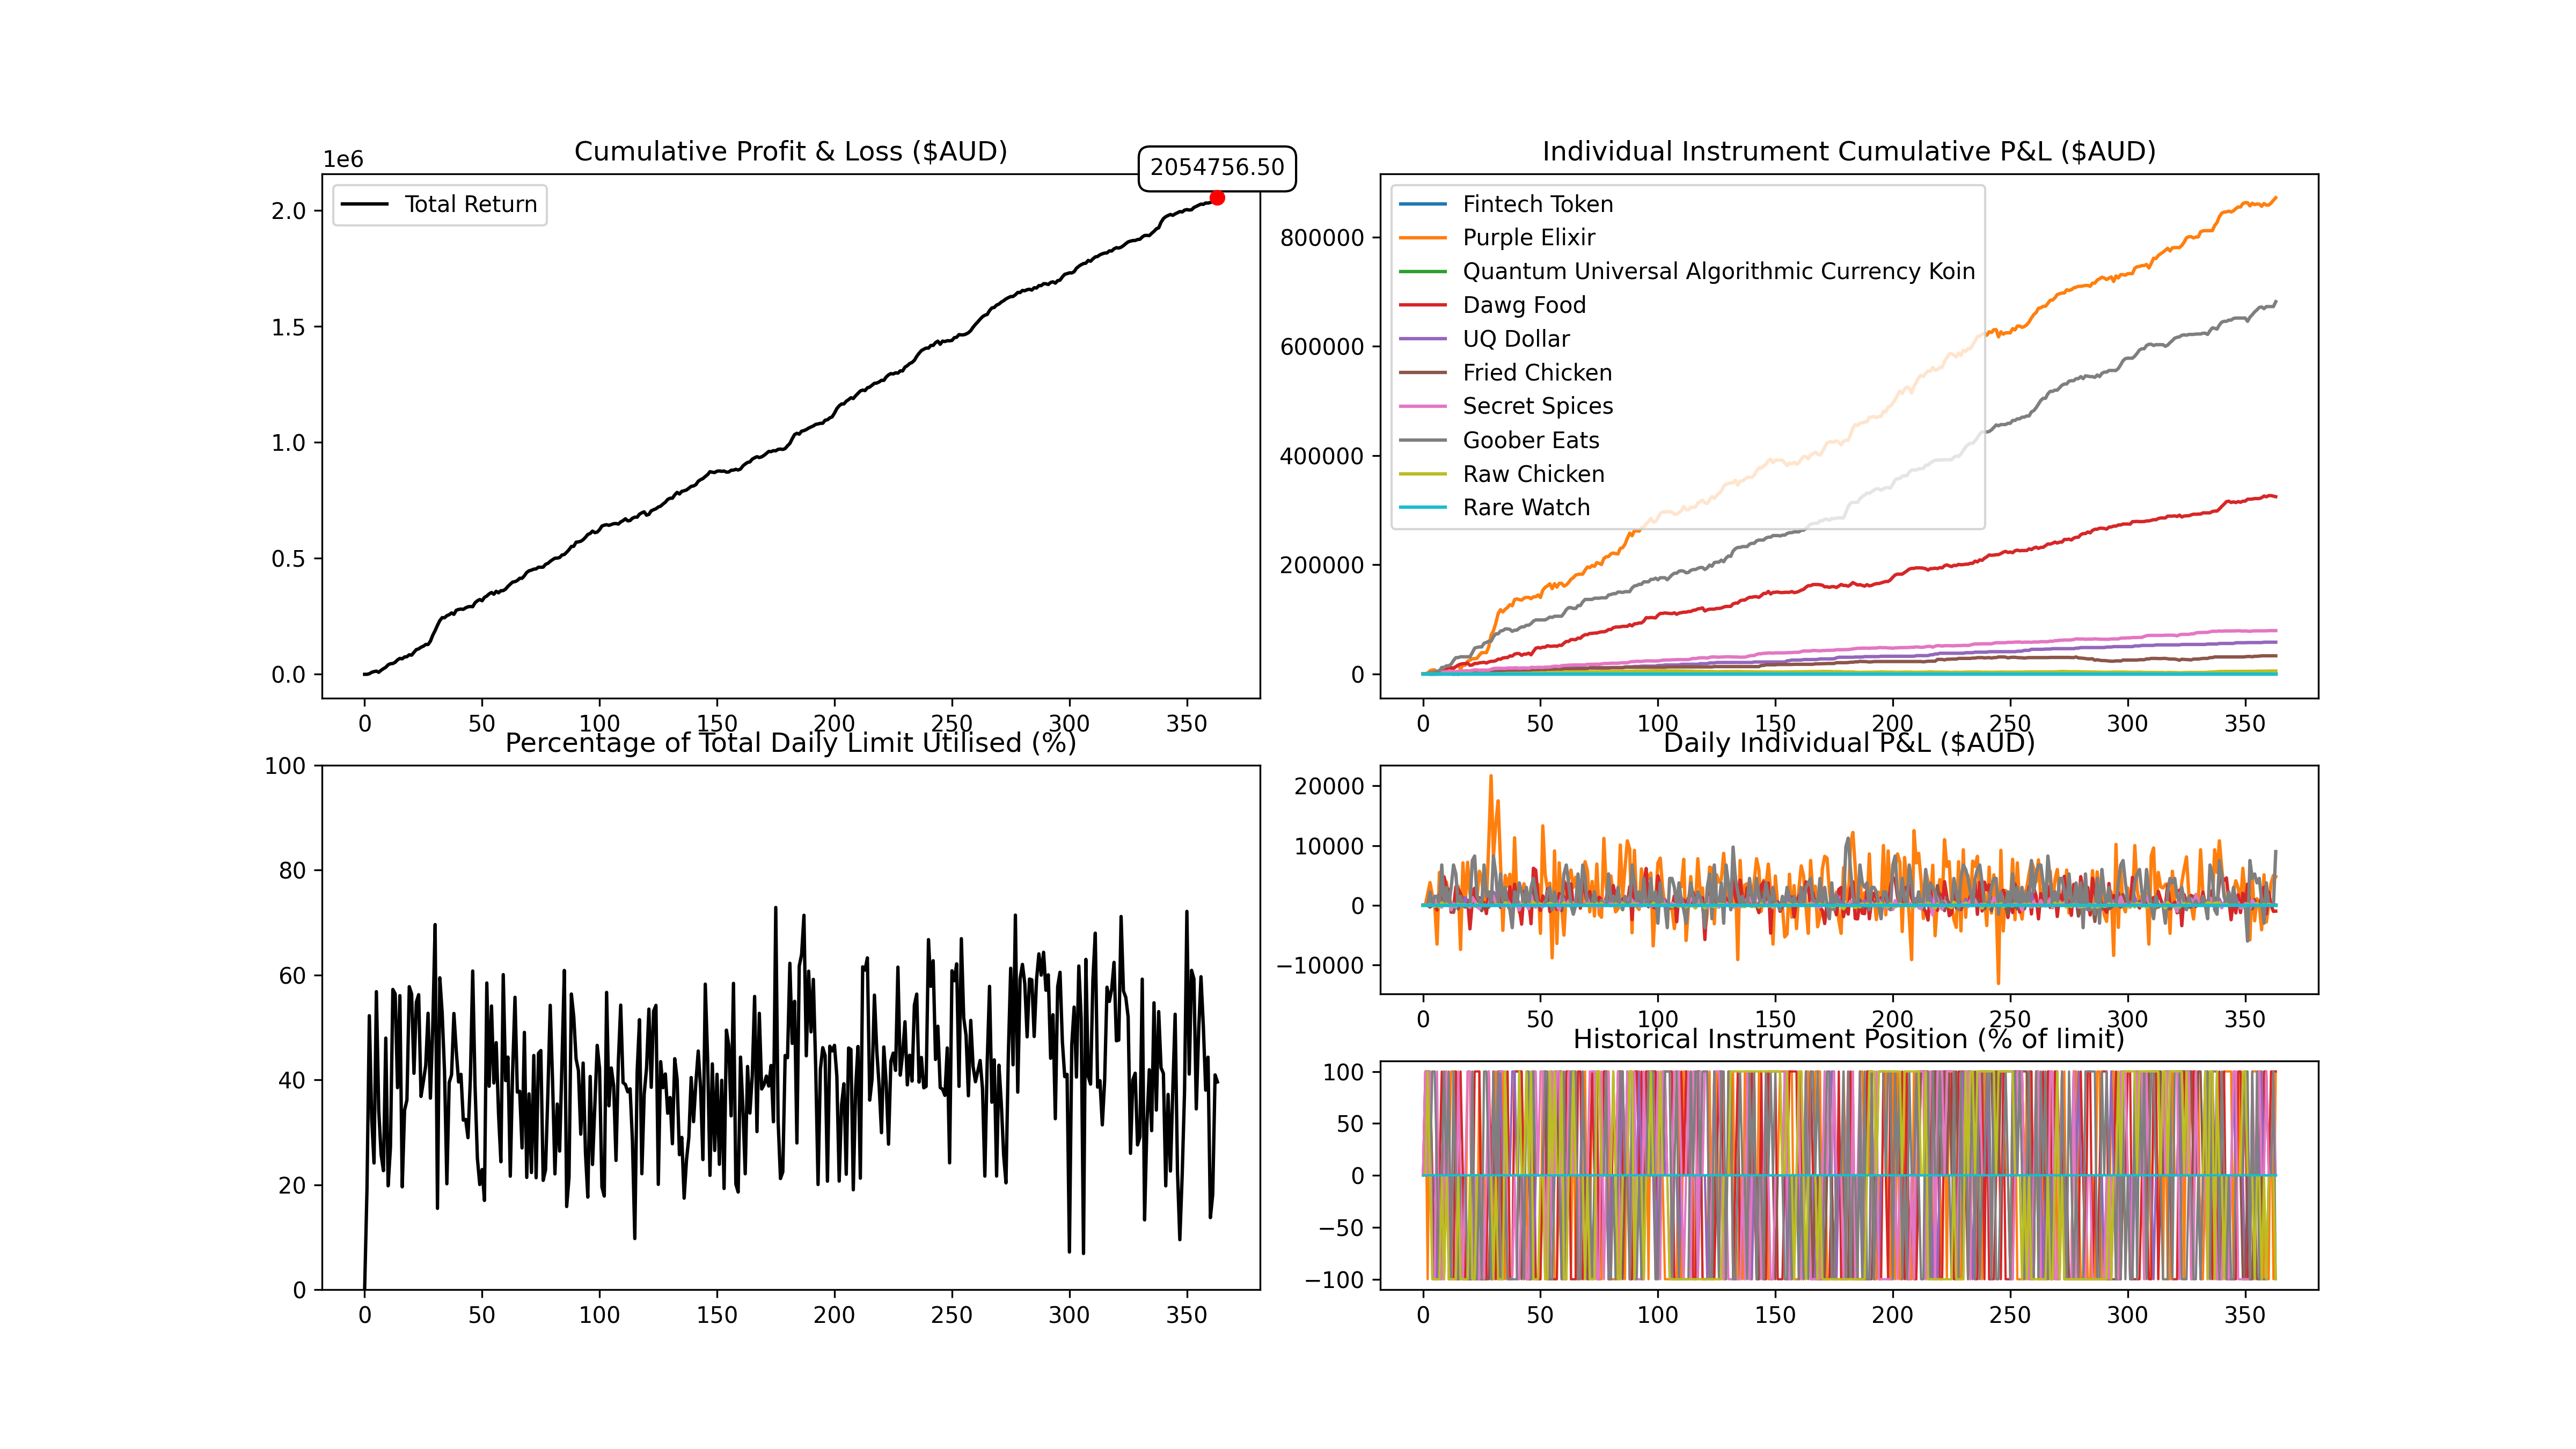 Cumulative Profit & Loss ($AUD)
1e6
2054756.50
Total Return
2.0
1.5
1.0
0.5
0.0
0 50 100 150 200 250 300 350
Individual Instrument Cumulative P&L ($AUD)
Fintech Token
Purple Elixir
Quantum Universal Algorithmic Currency Koin
Dawg Food
UQ Dollar
Fried Chicken
Secret Spices
Goober Eats
Raw Chicken
Rare Watch
800000
600000
400000
200000
0
0 50 100 150 200 250 300 350
Percentage of Total Daily Limit Utilised (%)
100
80
60
40
20
0
0 50 100 150 200 250 300 350
Daily Individual P&L ($AUD)
20000
10000
0
−10000
0 50 100 150 200 250 300 350
Historical Instrument Position (% of limit)
100
50
0
−50
−100
0 50 100 150 200 250 300 350